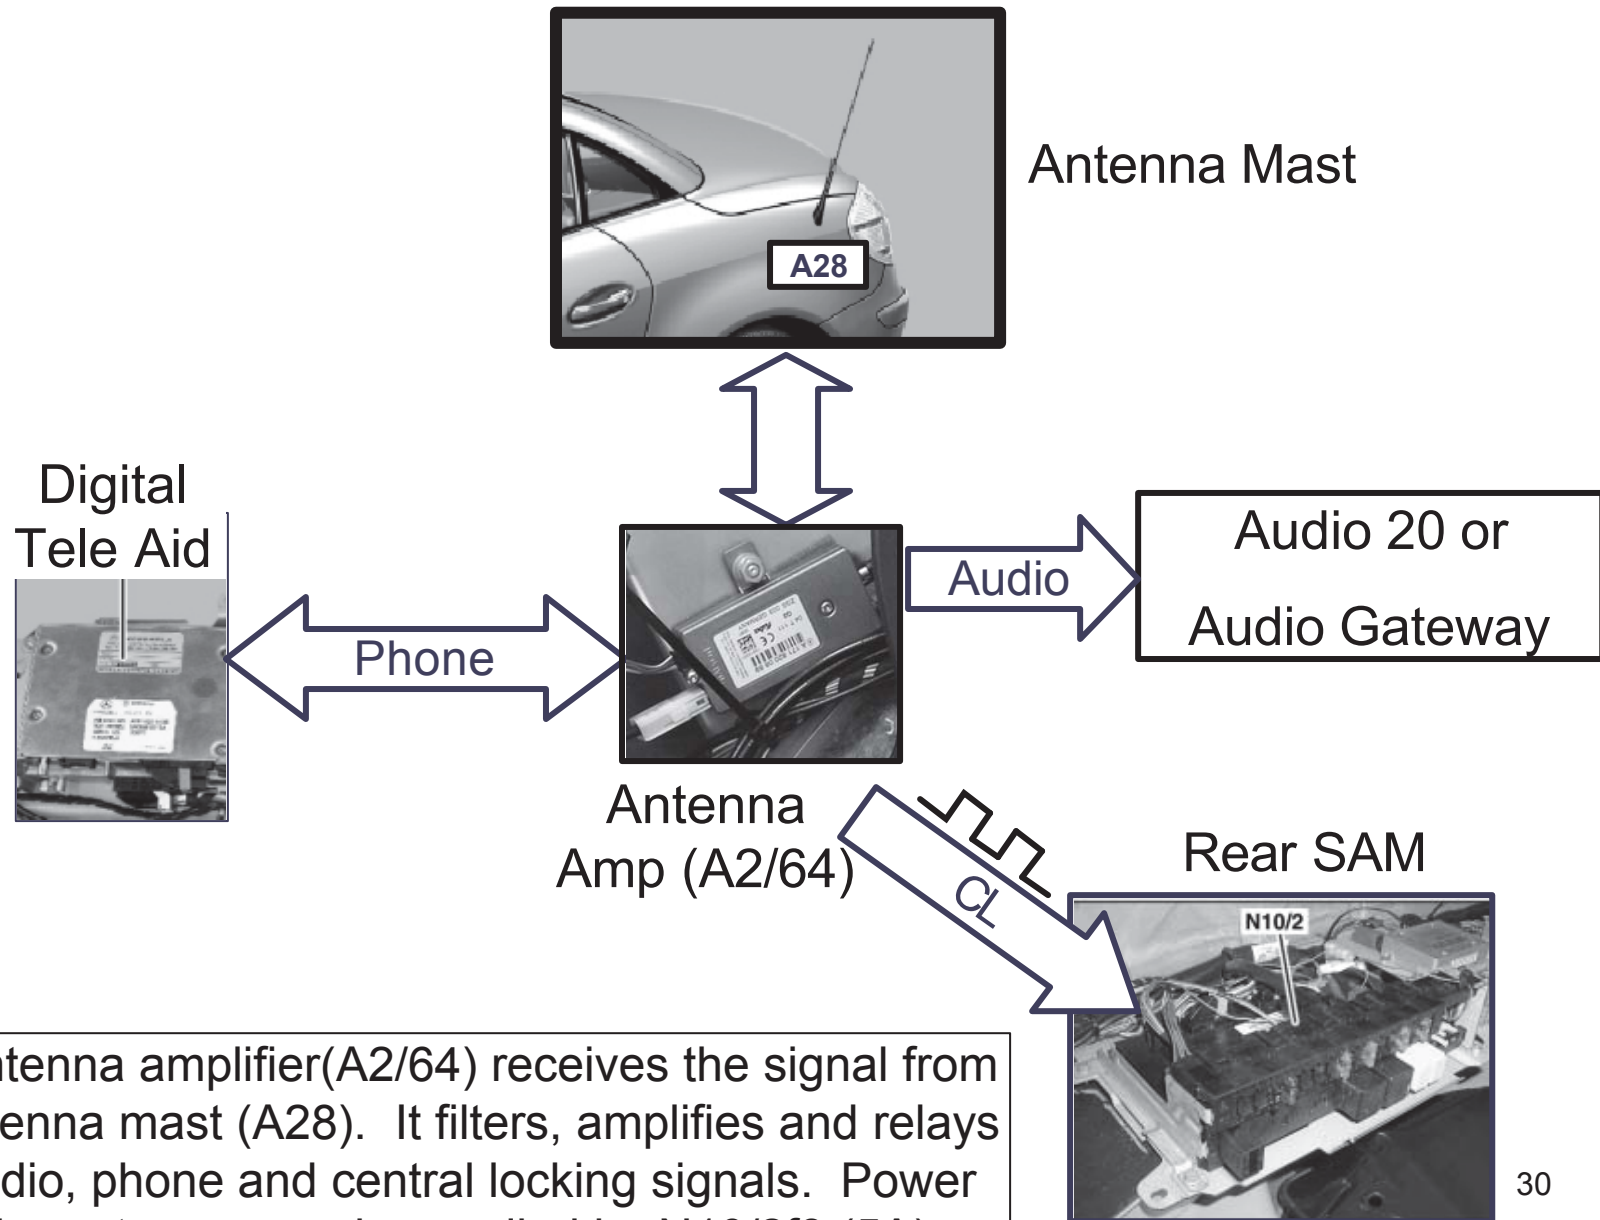 Antenna Mast
A28
Digital
Tele Aid
Phone
Audio
Audio 20 or
Audio Gateway
Antenna
Amp (A2/64)
CL
Rear SAM
N10/2
ntenna amplifier(A2/64) receives the signal from
enna mast (A28). It filters, amplifies and relays
dio, phone and central locking signals. Power
30